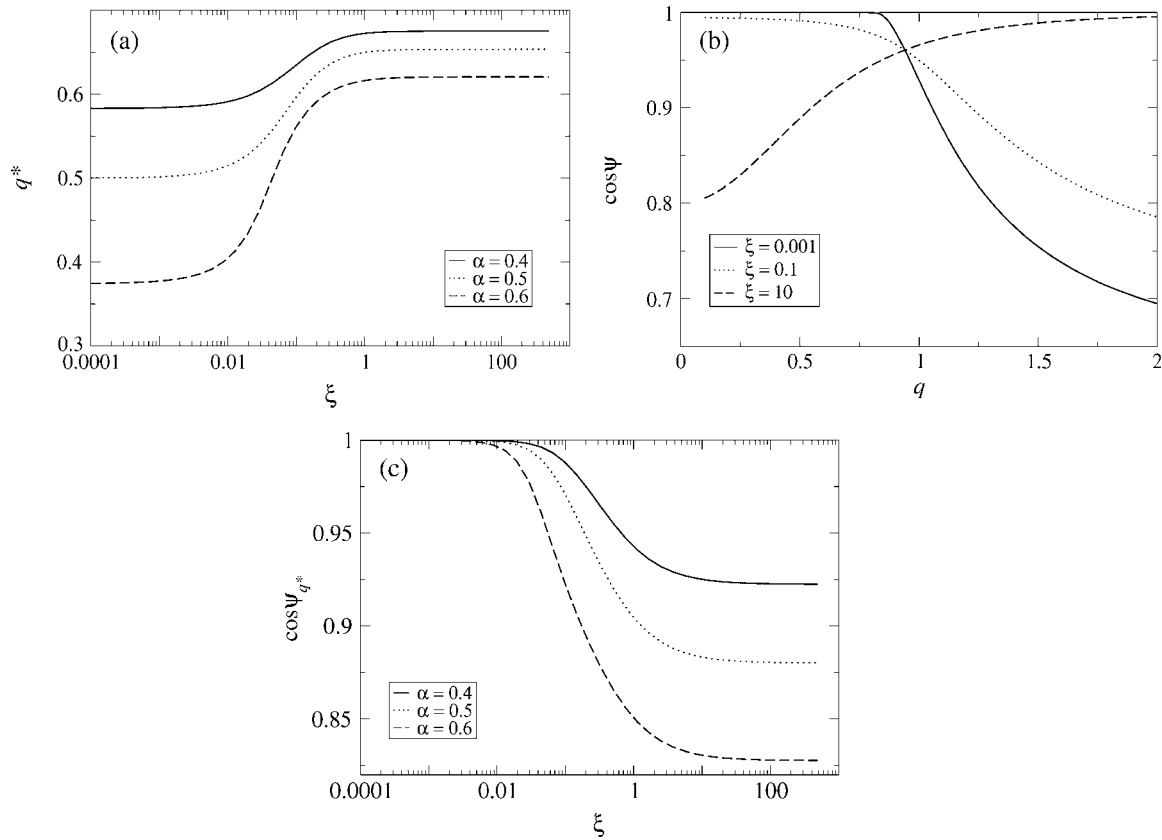 (a)
0.6
0.5
0.4
0.3
q*
α = 0.4
α = 0.5
α = 0.6
0.0001 0.01 1 100
ξ
(b)
1
0.9
0.8
0.7
cosψ
ξ = 0.001
ξ = 0.1
ξ = 10
0 0.5 1 1.5 2
q
(c)
1
0.95
0.9
0.85
cosψq*
α = 0.4
α = 0.5
α = 0.6
0.0001 0.01 1 100
ξ